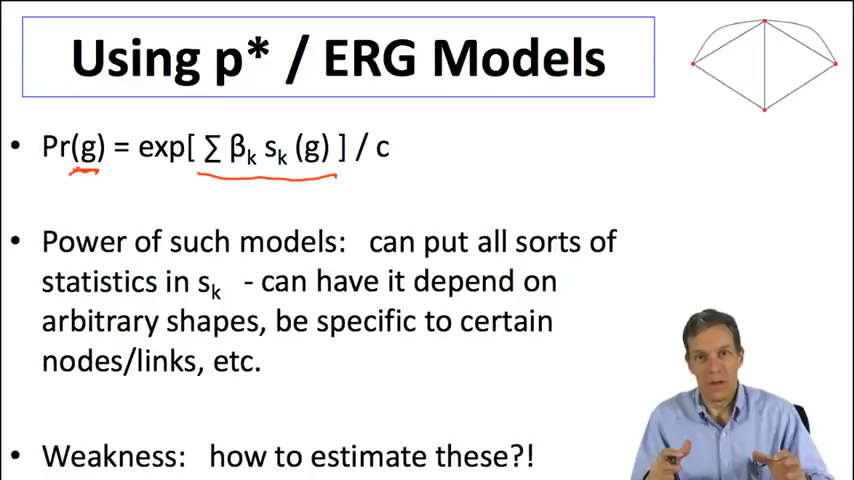 Using p* / ERG Models
• Pr(g) = exp[ ∑ βₖ sₖ (g) ] / c
• Power of such models: can put all sorts of
statistics in sₖ - can have it depend on
arbitrary shapes, be specific to certain
nodes/links, etc.
• Weakness: how to estimate these?!